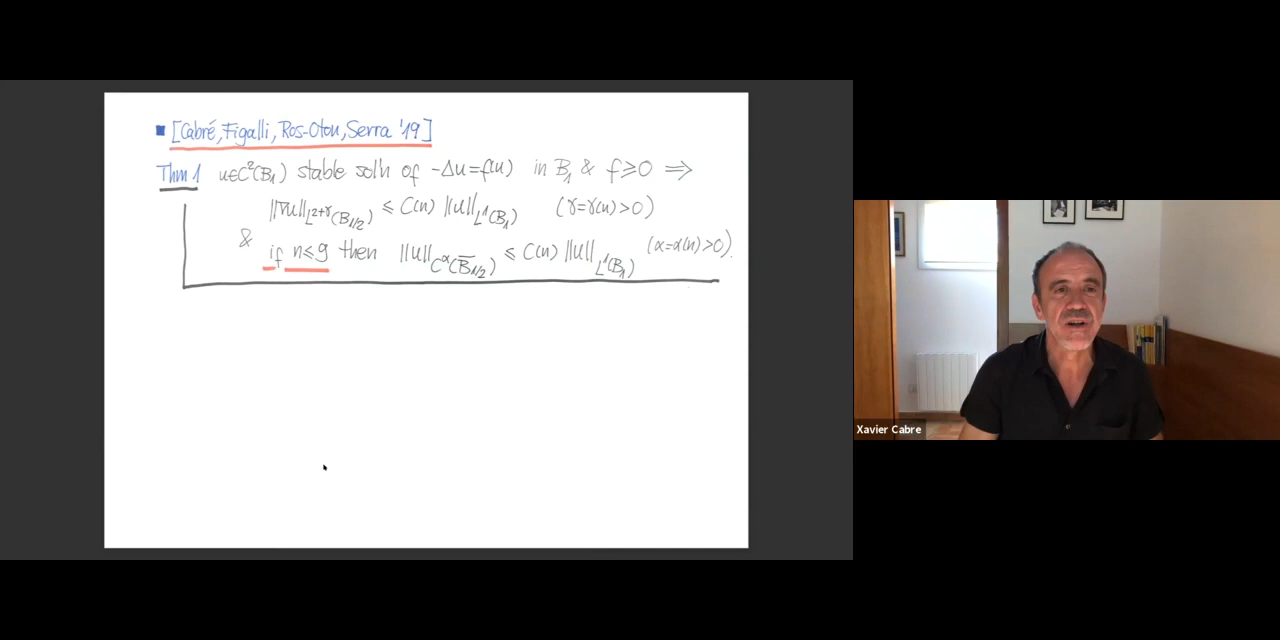 [Cabré, Figalli, Ros-Oton, Serra '19]
Thm 1 u∈C²(B₁) stable sol'n of -Δu=f(u) in B₁ & f≥0 ⇒
||∇u||_{L^{2+γ}(B_{1/2})} ≤ C(n) ||u||_{L¹(B₁)} (γ=γ(n)>0)
& if n≤9 then ||u||_{C^α(B̅_{1/2})} ≤ C(n) ||u||_{L¹(B₁)} (α=α(n)>0).
Xavier Cabre